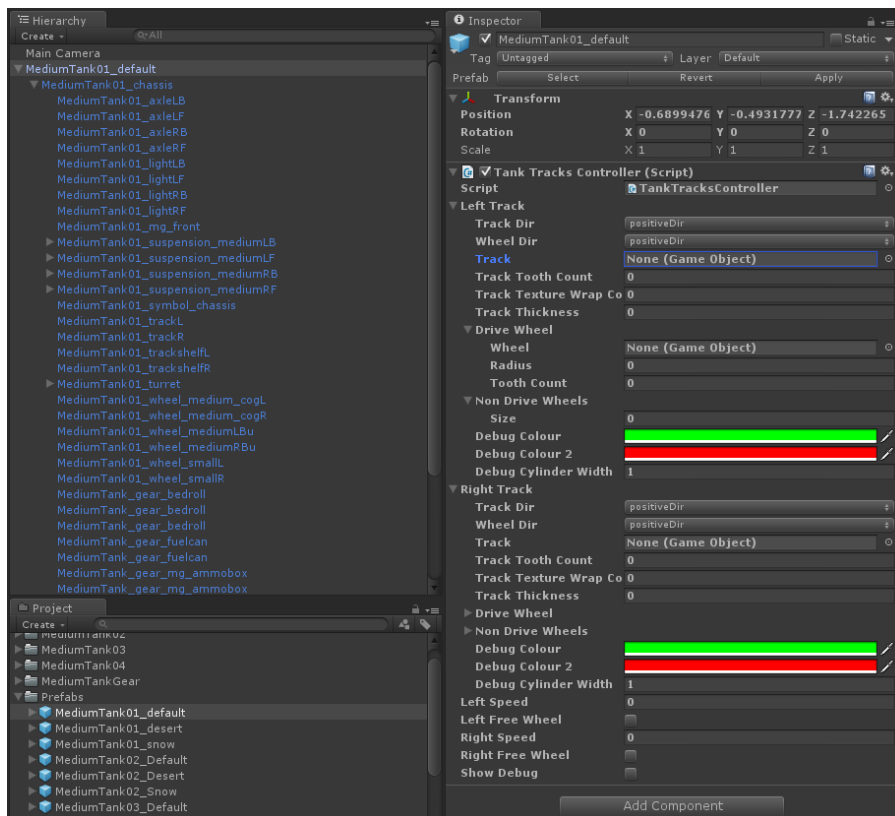 Hierarchy
Create
Q▾All
Main Camera
MediumTank01_default
MediumTank01_chassis
MediumTank01_axleLB
MediumTank01_axleLF
MediumTank01_axleRB
MediumTank01_axleRF
MediumTank01_lightLB
MediumTank01_lightLF
MediumTank01_lightRB
MediumTank01_lightRF
MediumTank01_mg_front
MediumTank01_suspension_mediumLB
MediumTank01_suspension_mediumLF
MediumTank01_suspension_mediumRB
MediumTank01_suspension_mediumRF
MediumTank01_symbol_chassis
MediumTank01_trackL
MediumTank01_trackR
MediumTank01_trackshelfL
MediumTank01_trackshelfR
MediumTank01_turret
MediumTank01_wheel_medium_cogL
MediumTank01_wheel_medium_cogR
MediumTank01_wheel_mediumLBu
MediumTank01_wheel_mediumRBu
MediumTank01_wheel_smallL
MediumTank01_wheel_smallR
MediumTank_gear_bedroll
MediumTank_gear_bedroll
MediumTank_gear_bedroll
MediumTank_gear_fuelcan
MediumTank_gear_fuelcan
MediumTank_gear_mg_ammobox
MediumTank_gear_mg_ammobox
Project
Create
MediumTank02
MediumTank03
MediumTank04
MediumTankGear
Prefabs
MediumTank01_default
MediumTank01_desert
MediumTank01_snow
MediumTank02_Default
MediumTank02_Desert
MediumTank02_Snow
MediumTank03_Default
Inspector
MediumTank01_default Static
Tag Untagged Layer Default
Prefab Select Revert Apply
Transform
Position X -0.6899476 Y -0.4931777 Z -1.742265
Rotation X 0 Y 0 Z 0
Scale X 1 Y 1 Z 1
Tank Tracks Controller (Script)
Script TankTracksController
Left Track
Track Dir positiveDir
Wheel Dir positiveDir
Track None (Game Object)
Track Tooth Count 0
Track Texture Wrap Co 0
Track Thickness 0
Drive Wheel
Wheel None (Game Object)
Radius 0
Tooth Count 0
Non Drive Wheels
Size 0
Debug Colour
Debug Colour 2
Debug Cylinder Width 1
Right Track
Track Dir positiveDir
Wheel Dir positiveDir
Track None (Game Object)
Track Tooth Count 0
Track Texture Wrap Co 0
Track Thickness 0
Drive Wheel
Non Drive Wheels
Debug Colour
Debug Colour 2
Debug Cylinder Width 1
Left Speed 0
Left Free Wheel
Right Speed 0
Right Free Wheel
Show Debug
Add Component